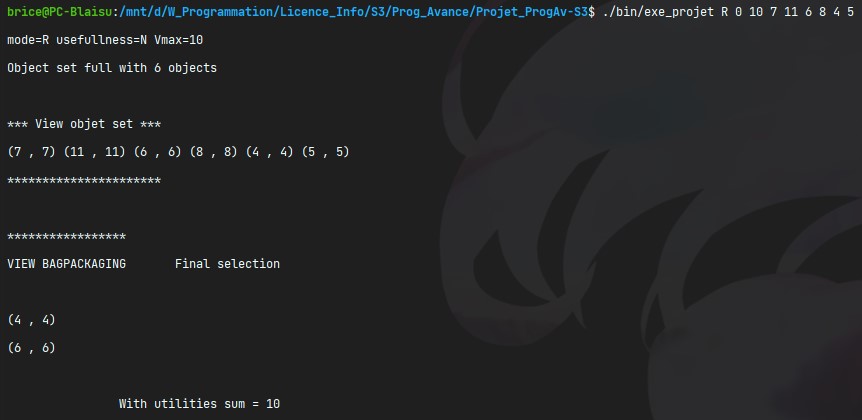 brice@PC-Blaisu:/mnt/d/W_Programmation/Licence_Info/S3/Prog_Avance/Projet_ProgAv-S3$ ./bin/exe_projet R 0 10 7 11 6 8 4 5
mode=R usefullness=N Vmax=10
Object set full with 6 objects
*** View objet set ***
(7 , 7) (11 , 11) (6 , 6) (8 , 8) (4 , 4) (5 , 5)
**********************
*****************
VIEW BAGPACKAGING       Final selection
(4 , 4)
(6 , 6)
With utilities sum = 10